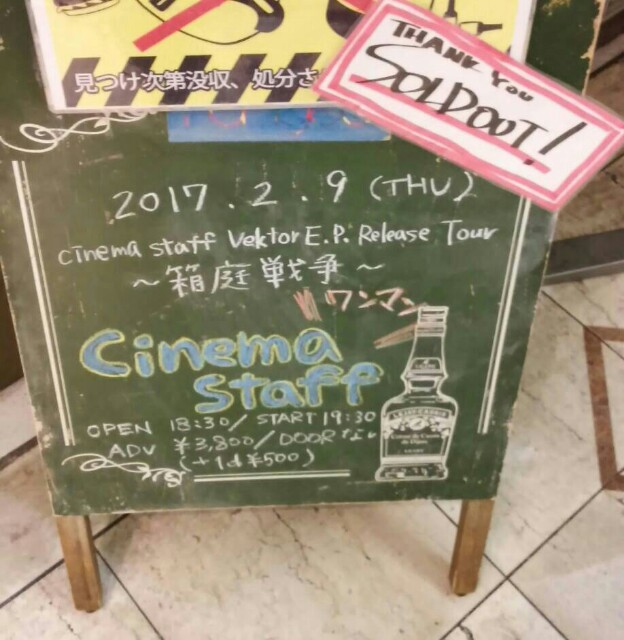 見つけ次第没収、処分さ
THANK YOU
SOLD OUT!
2017.2.9(THU)
cinema staff Vektor E.P. Release Tour
～箱庭戦争～
ワンマン
Cinema
Staff
OPEN 18:30/ START 19:30
ADV ¥3,800/ DOOR なし
(+1d ¥500)